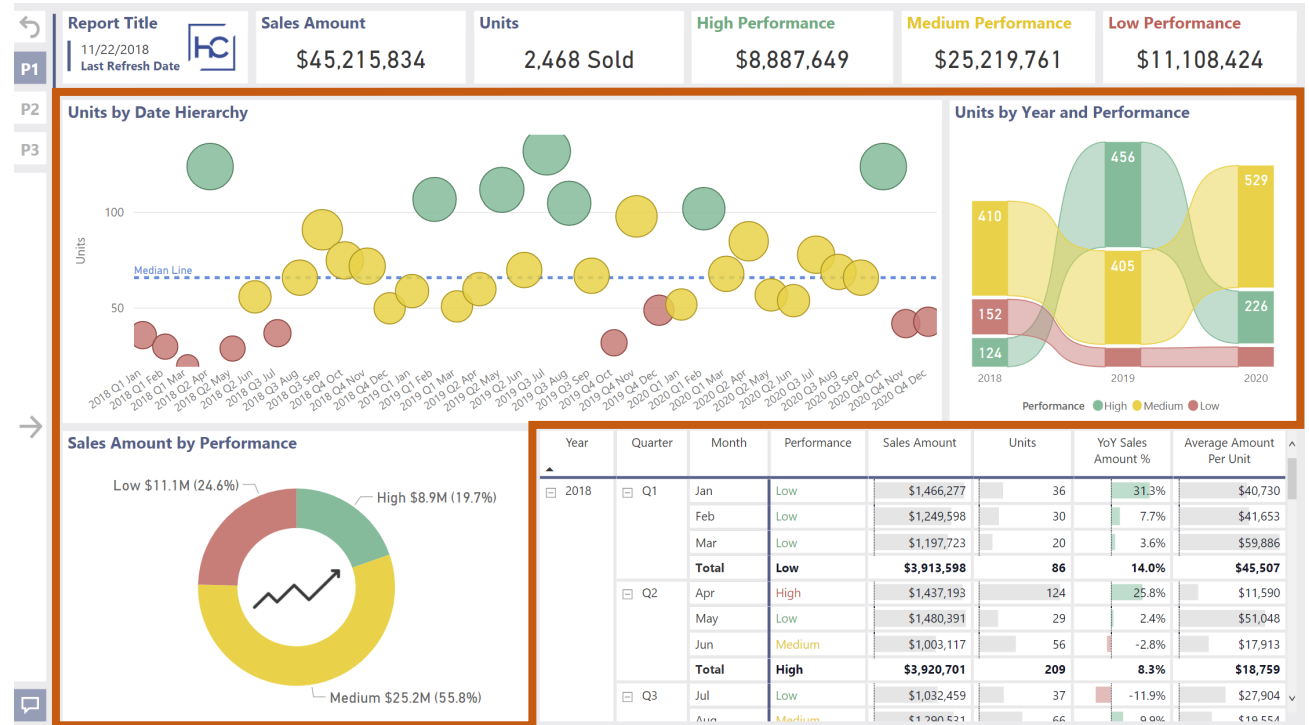 Report Title
11/22/2018
Last Refresh Date
HC
Sales Amount
$45,215,834
Units
2,468 Sold
High Performance
$8,887,649
Medium Performance
$25,219,761
Low Performance
$11,108,424
P1
P2
P3
Units by Date Hierarchy
Units
100
50
Median Line
2018 Q1 Jan
2018 Q1 Feb
2018 Q1 Mar
2018 Q2 Apr
2018 Q2 May
2018 Q2 Jun
2018 Q3 Jul
2018 Q3 Aug
2018 Q3 Sep
2018 Q4 Oct
2018 Q4 Nov
2018 Q4 Dec
2019 Q1 Jan
2019 Q1 Feb
2019 Q1 Mar
2019 Q2 Apr
2019 Q2 May
2019 Q2 Jun
2019 Q3 Jul
2019 Q3 Aug
2019 Q3 Sep
2019 Q4 Oct
2019 Q4 Nov
2019 Q4 Dec
2020 Q1 Jan
2020 Q1 Feb
2020 Q1 Mar
2020 Q2 Apr
2020 Q2 May
2020 Q2 Jun
2020 Q3 Jul
2020 Q3 Aug
2020 Q3 Sep
2020 Q4 Oct
2020 Q4 Nov
2020 Q4 Dec
Units by Year and Performance
410
152
124
456
405
529
226
2018 2019 2020
Performance High Medium Low
Sales Amount by Performance
Low $11.1M (24.6%)
High $8.9M (19.7%)
Medium $25.2M (55.8%)
Year Quarter Month Performance Sales Amount Units YoY Sales Amount % Average Amount Per Unit
2018 Q1 Jan Low $1,466,277 36 31.3% $40,730
Feb Low $1,249,598 30 7.7% $41,653
Mar Low $1,197,723 20 3.6% $59,886
Total Low $3,913,598 86 14.0% $45,507
Q2 Apr High $1,437,193 124 25.8% $11,590
May Low $1,480,391 29 2.4% $51,048
Jun Medium $1,003,117 56 -2.8% $17,913
Total High $3,920,701 209 8.3% $18,759
Q3 Jul Low $1,032,459 37 -11.9% $27,904
Aug Medium $1,290,531 66 9.9% $19,554